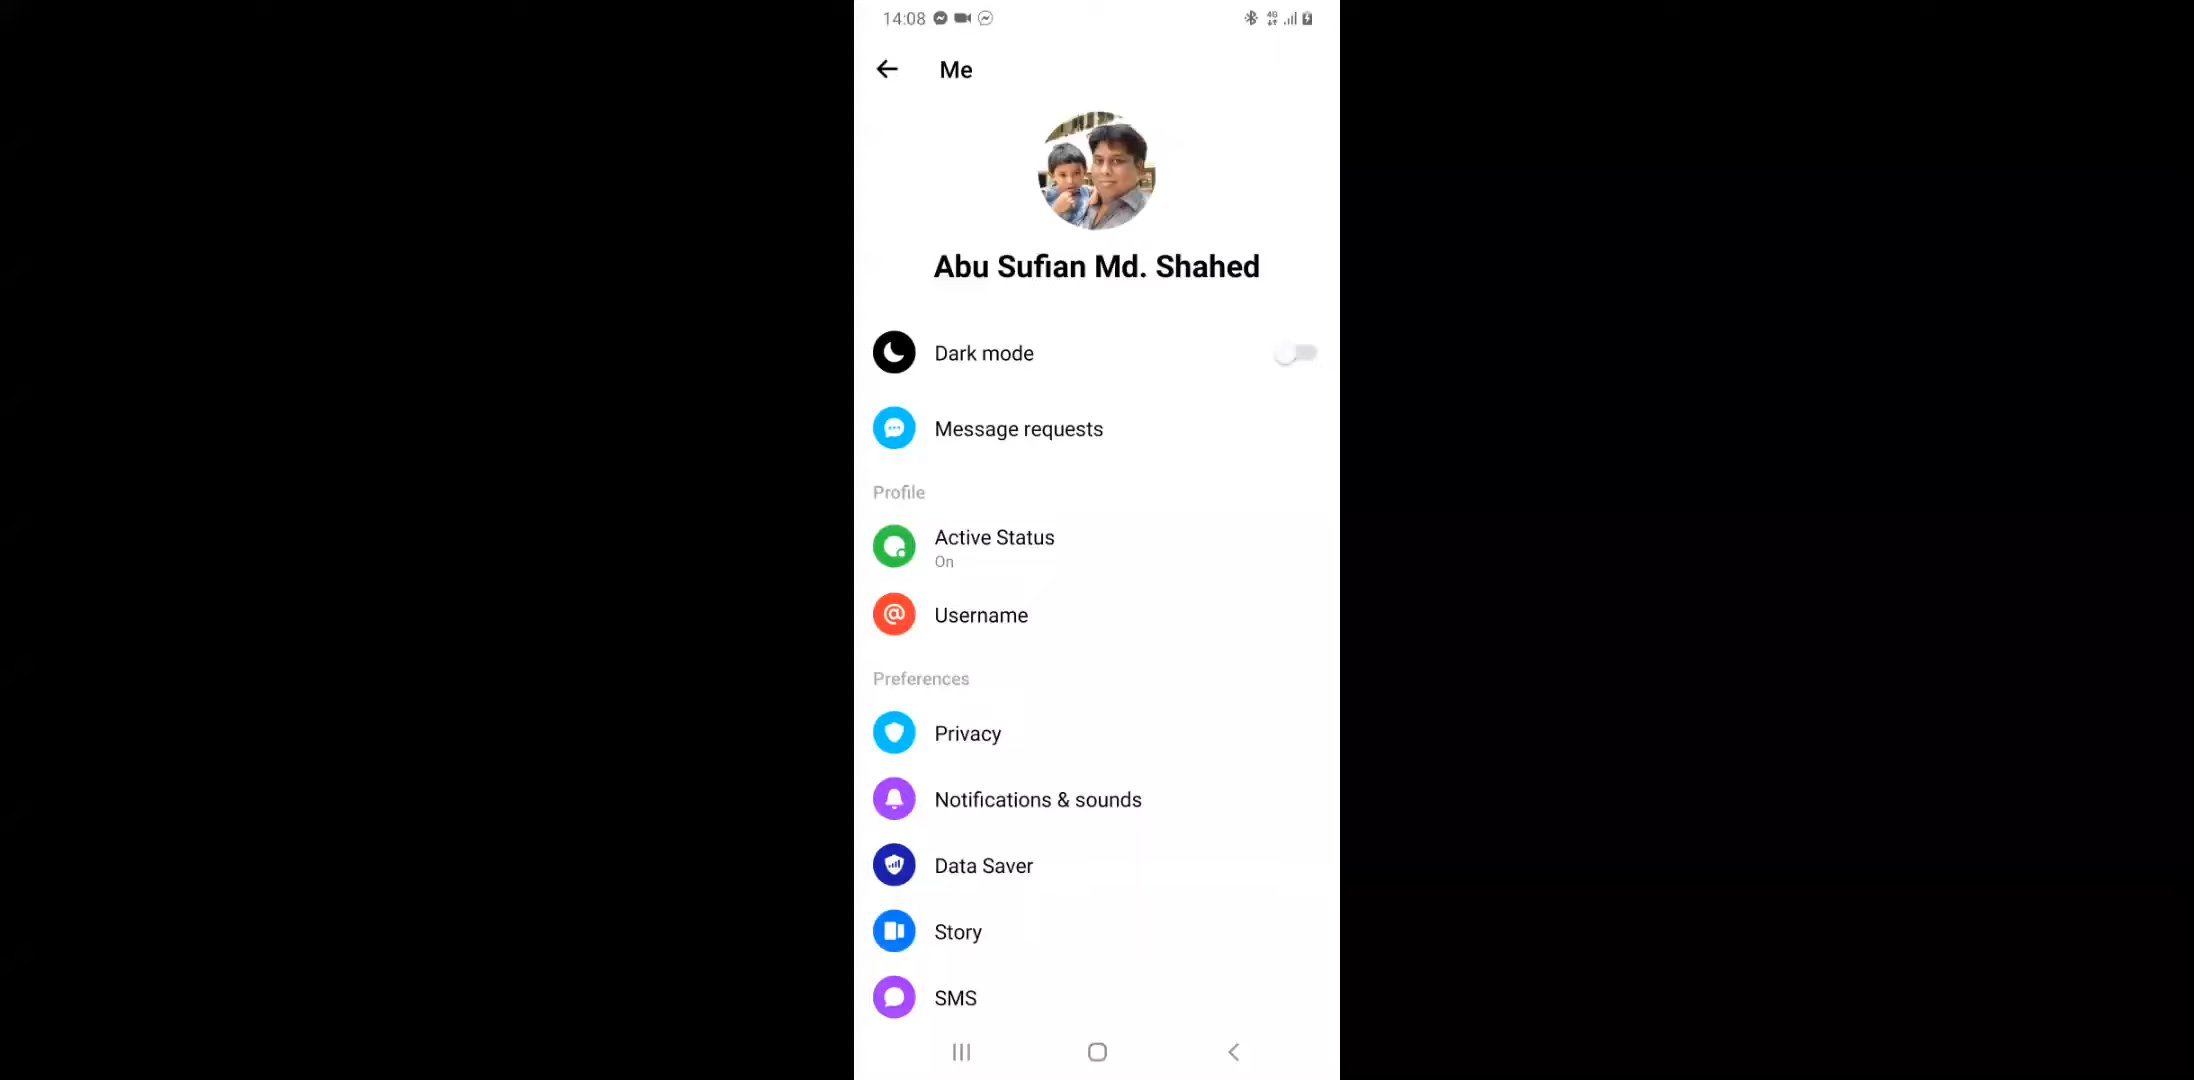 14:08
4G
Me
Abu Sufian Md. Shahed
Dark mode
Message requests
Profile
Active Status
On
@
Username
Preferences
Privacy
Notifications & sounds
Data Saver
Story
SMS